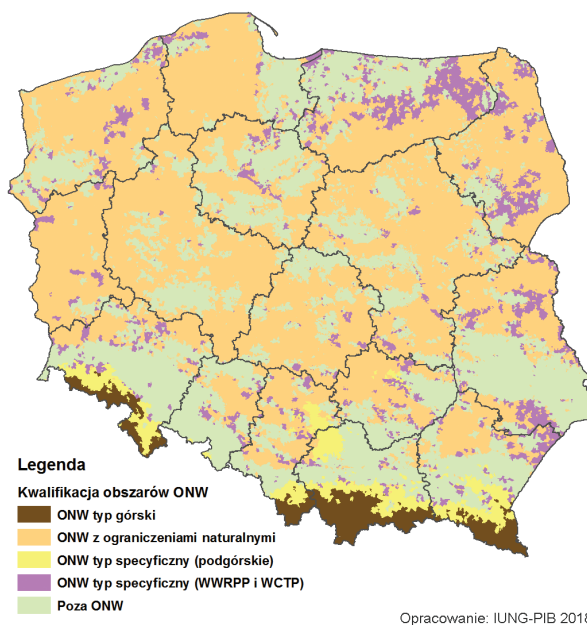 Legenda
Kwalifikacja obszarów ONW
ONW typ górski
ONW z ograniczeniami naturalnymi
ONW typ specyficzny (podgórskie)
ONW typ specyficzny (WWRPP i WCTP)
Poza ONW
Opracowanie: IUNG-PIB 2018